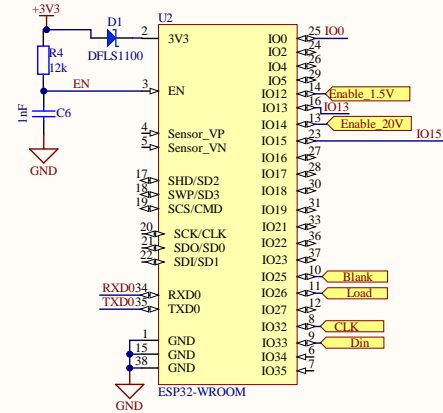 +3V3
D1
U2
DFLS1100
2 3V3
R4
12k
EN
3 EN
1nF
C6
GND
4 Sensor_VP
5 Sensor_VN
17 SHD/SD2
18 SWP/SD3
19 SCS/CMD
20 SCK/CLK
21 SDO/SD0
22 SDI/SD1
RXD0 34 RXD0
TXD0 35 TXD0
1 GND
15 GND
38 GND
GND
IO0 25 IO0
IO2 24
IO4 26
IO5 29
IO12 14 Enable_1.5V
IO13 16 IO13
IO14 13 Enable_20V
IO15 23 IO15
IO16 27
IO17 28
IO18 30
IO19 31
IO21 33
IO22 36
IO23 37
IO25 10 Blank
IO26 11 Load
IO27 12
IO32 8 CLK
IO33 9 Din
IO34 6
IO35 7
ESP32-WROOM